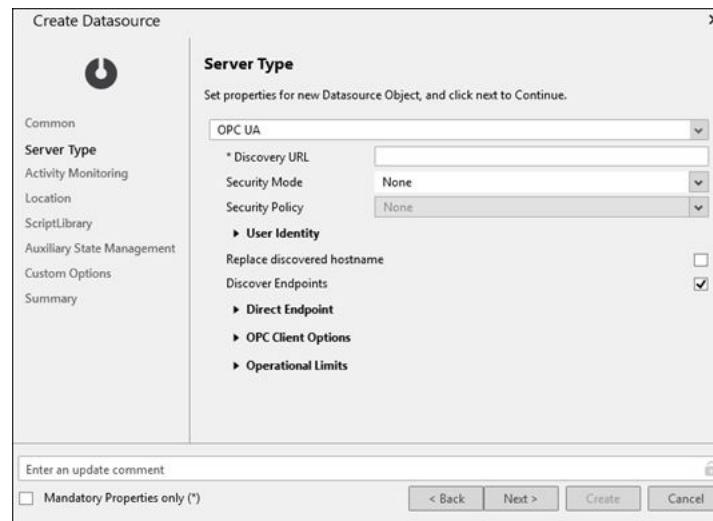 Create Datasource
Server Type
Set properties for new Datasource Object, and click next to Continue.
Common
Server Type
Activity Monitoring
Location
ScriptLibrary
Auxiliary State Management
Custom Options
Summary
OPC UA
* Discovery URL
Security Mode None
Security Policy None
User Identity
Replace discovered hostname
Discover Endpoints
Direct Endpoint
OPC Client Options
Operational Limits
Enter an update comment
Mandatory Properties only (*)
< Back Next > Create Cancel